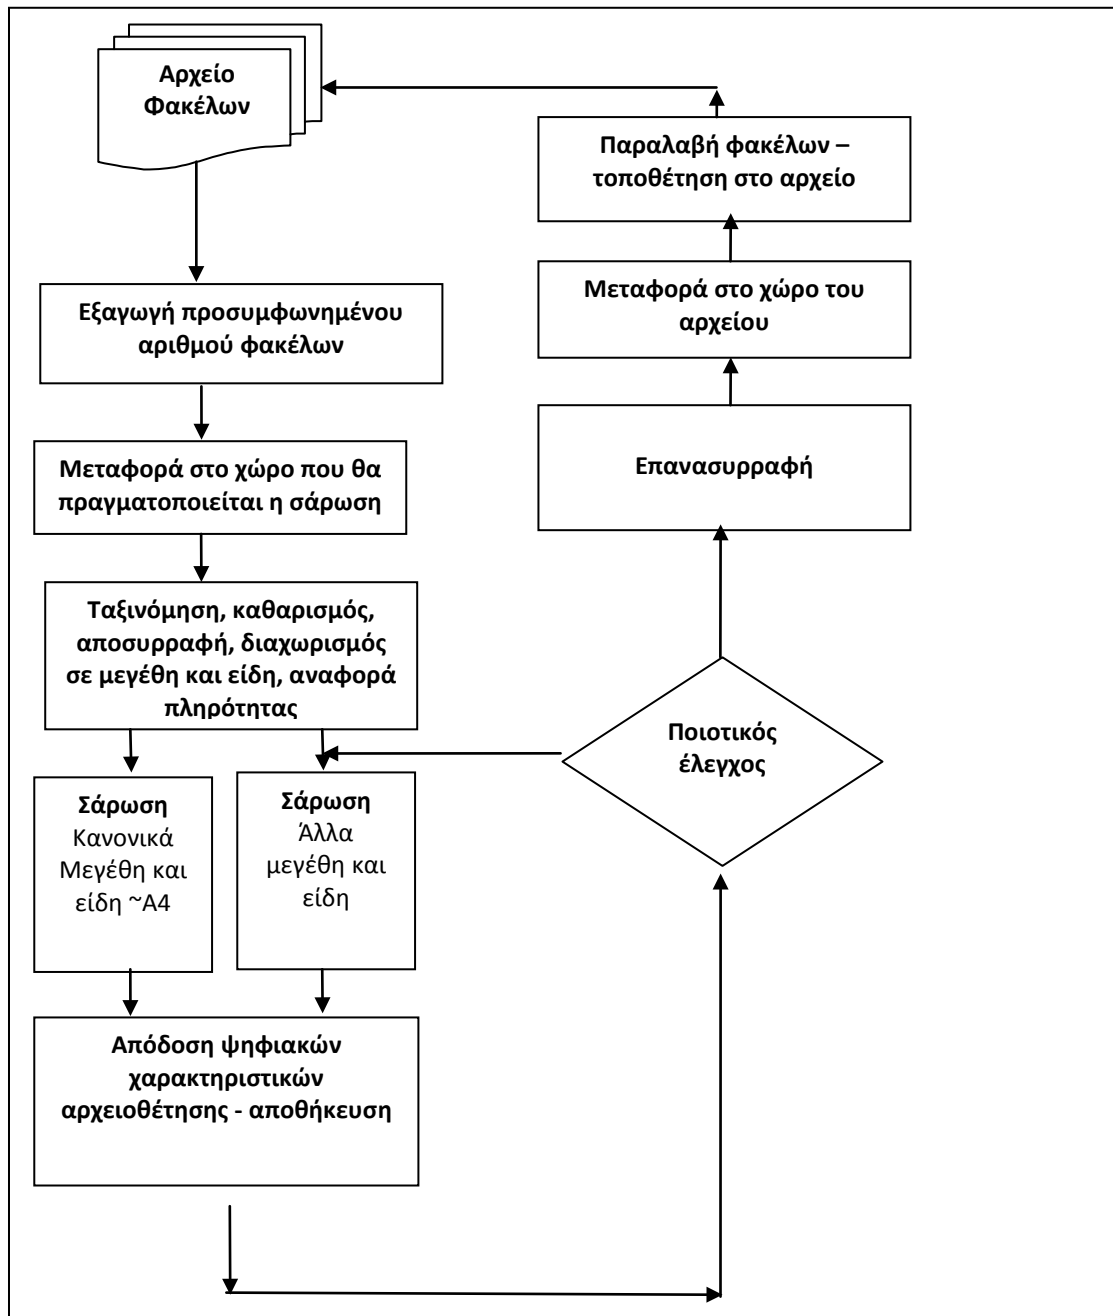 Αρχείο
Φακέλων
Εξαγωγή προσυμφωνημένου
αριθμού φακέλων
Μεταφορά στο χώρο που θα
πραγματοποιείται η σάρωση
Ταξινόμηση, καθαρισμός,
αποσυρραφή, διαχωρισμός
σε μεγέθη και είδη, αναφορά
πληρότητας
Σάρωση
Κανονικά
Μεγέθη και
είδη ~Α4
Σάρωση
Άλλα
μεγέθη και
είδη
Απόδοση ψηφιακών
χαρακτηριστικών
αρχειοθέτησης - αποθήκευση
Ποιοτικός
έλεγχος
Επανασυρραφή
Μεταφορά στο χώρο του
αρχείου
Παραλαβή φακέλων –
τοποθέτηση στο αρχείο